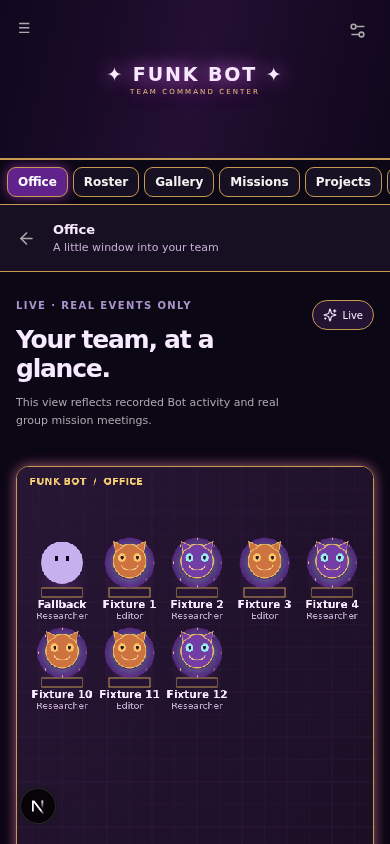 ☰
✦ FUNK BOT ✦
TEAM COMMAND CENTER
Office Roster Gallery Missions Projects
Office
A little window into your team
LIVE · REAL EVENTS ONLY
Live
Your team, at a
glance.
This view reflects recorded Bot activity and real
group mission meetings.
FUNK BOT / OFFICE
Fallback Fixture 1 Fixture 2 Fixture 3 Fixture 4
Researcher Editor Researcher Editor Researcher
Fixture 10 Fixture 11 Fixture 12
Researcher Editor Researcher
N